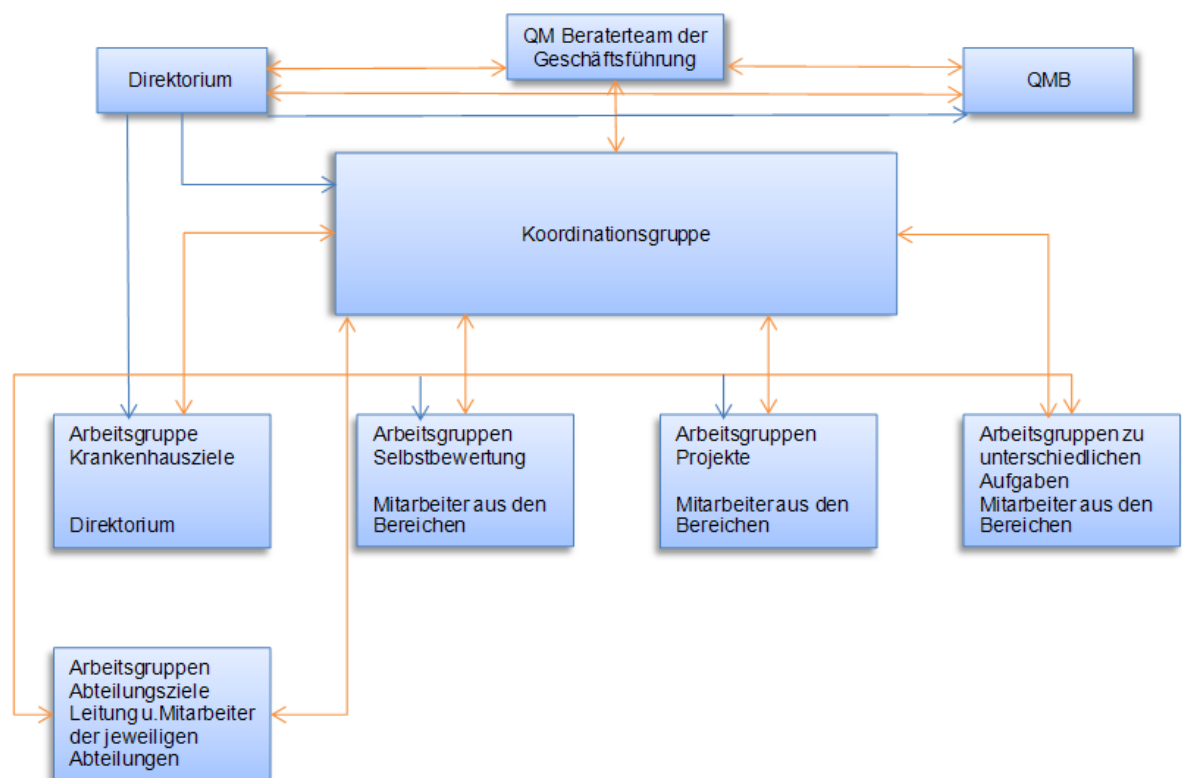 QM Beraterteam der
Geschäftsführung
Direktorium
QMB
Koordinationsgruppe
Arbeitsgruppe
Krankenhausziele
Direktorium
Arbeitsgruppen
Selbstbewertung
Mitarbeiter aus den
Bereichen
Arbeitsgruppen
Projekte
Mitarbeiter aus den
Bereichen
Arbeitsgruppen zu
unterschiedlichen
Aufgaben
Mitarbeiter aus den
Bereichen
Arbeitsgruppen
Abteilungsziele
Leitung u.Mitarbeiter
der jeweiligen
Abteilungen